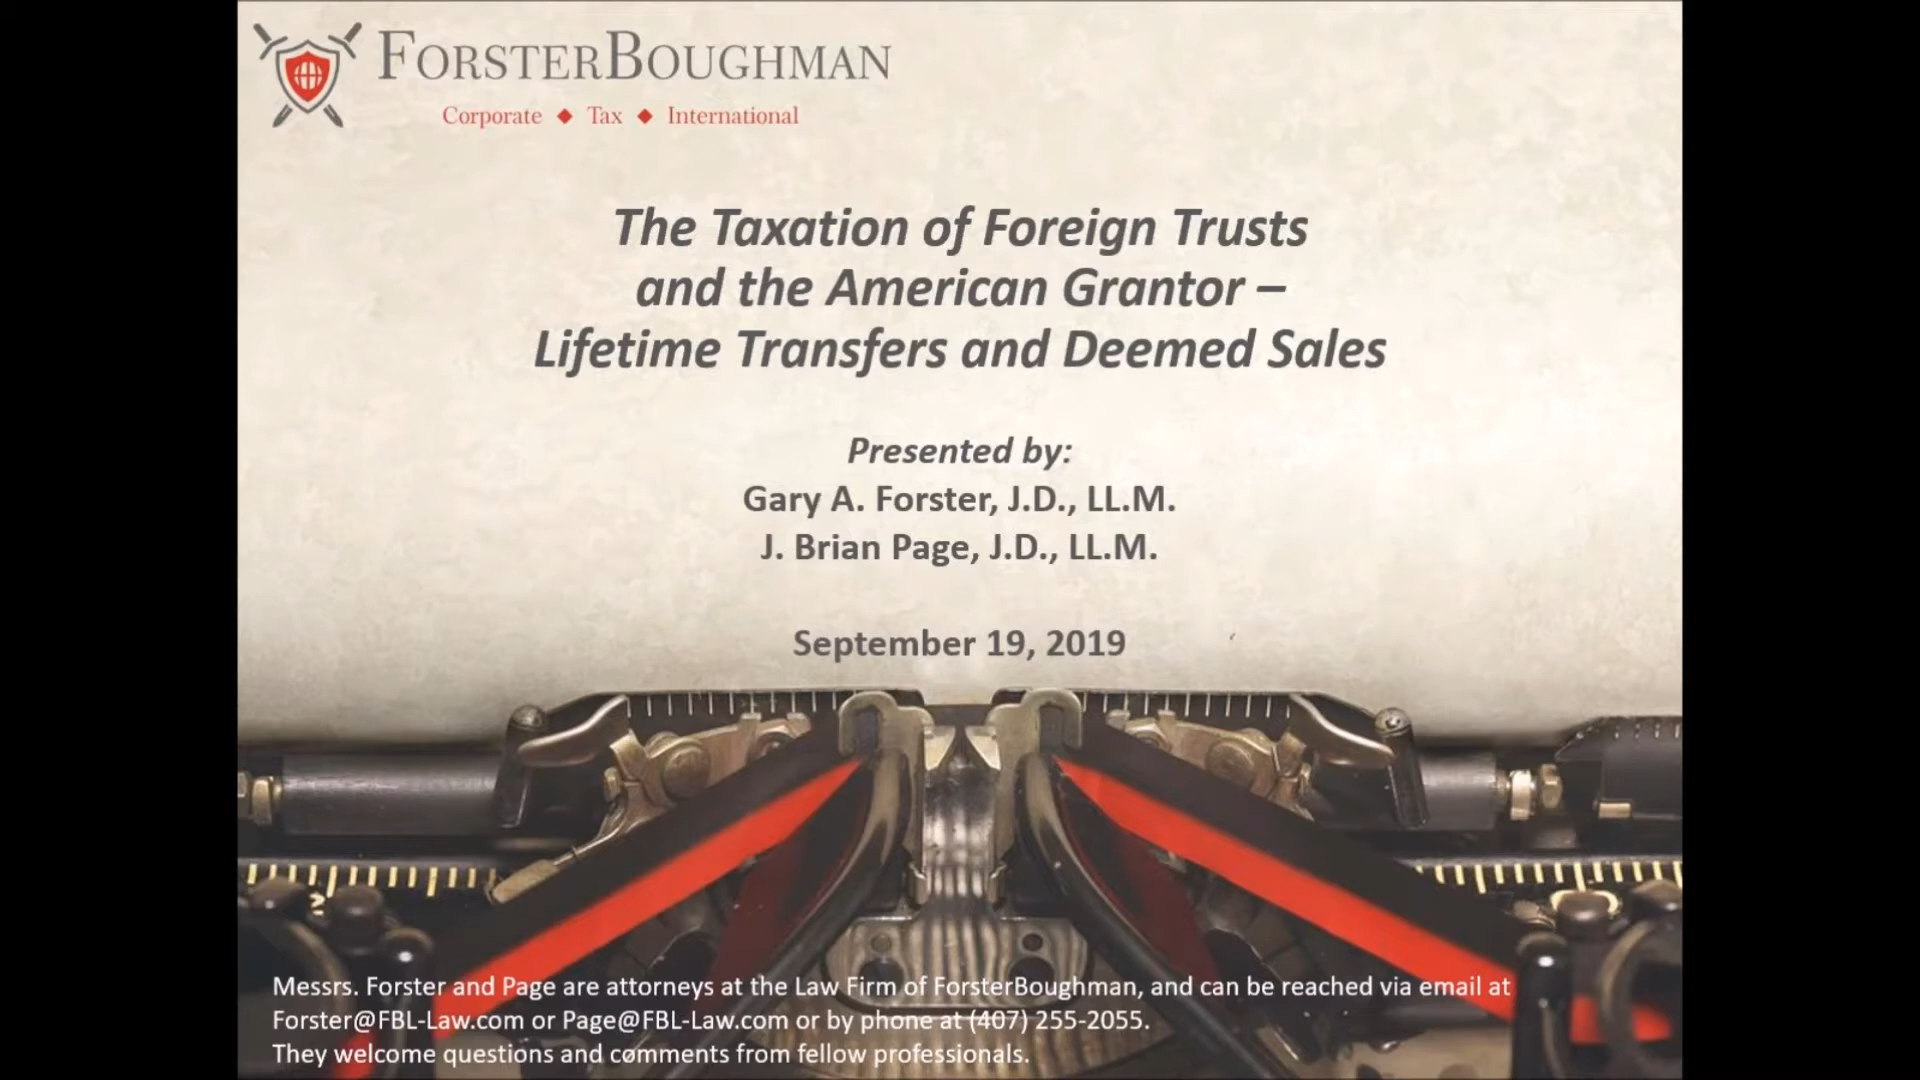 FORSTERBOUGHMAN
Corporate ◆ Tax ◆ International
The Taxation of Foreign Trusts
and the American Grantor –
Lifetime Transfers and Deemed Sales
Presented by:
Gary A. Forster, J.D., LL.M.
J. Brian Page, J.D., LL.M.
September 19, 2019
Messrs. Forster and Page are attorneys at the Law Firm of ForsterBoughman, and can be reached via email at
Forster@FBL-Law.com or Page@FBL-Law.com or by phone at (407) 255-2055.
They welcome questions and comments from fellow professionals.